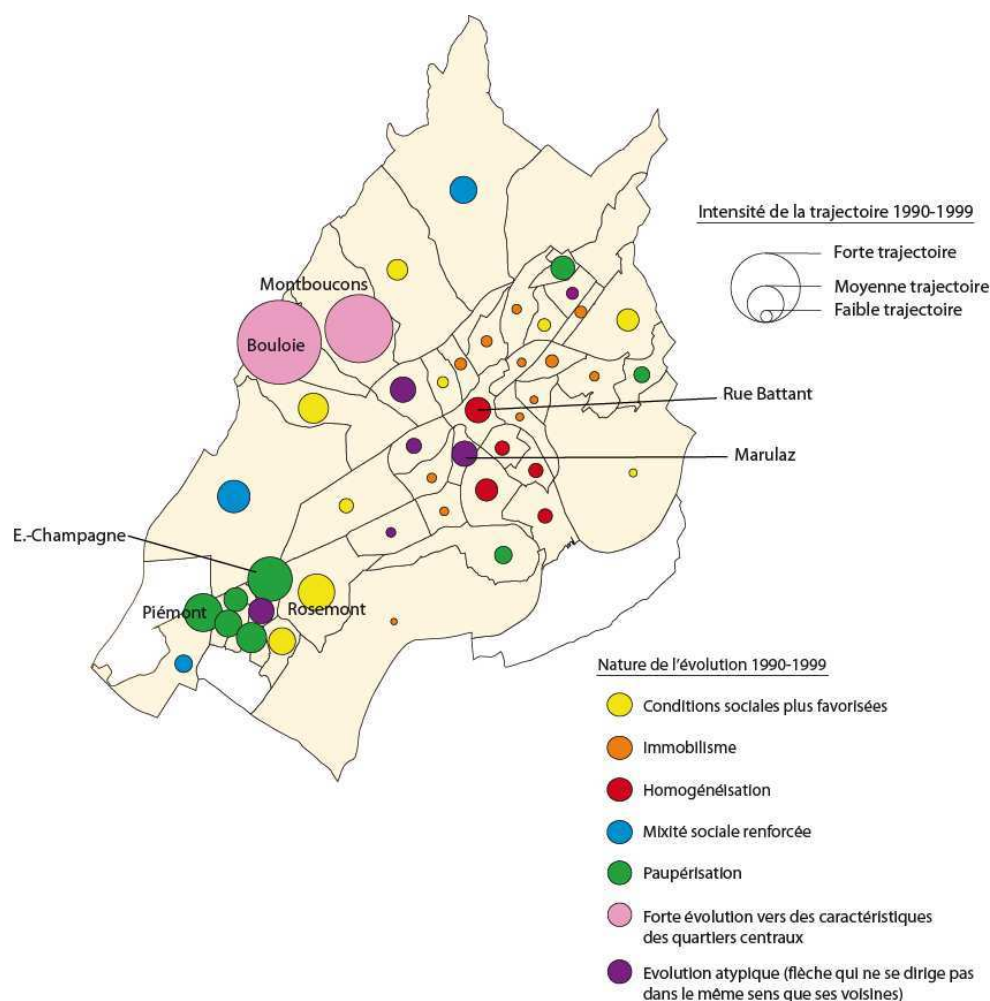 Intensité de la trajectoire 1990-1999
Forte trajectoire
Moyenne trajectoire
Faible trajectoire
Montboucons
Bouloie
Rue Battant
Marulaz
E.-Champagne
Piémont
Rosemont
Nature de l'évolution 1990-1999
Conditions sociales plus favorisées
Immobilisme
Homogénéisation
Mixité sociale renforcée
Paupérisation
Forte évolution vers des caractéristiques
des quartiers centraux
Evolution atypique (flèche qui ne se dirige pas
dans le même sens que ses voisines)